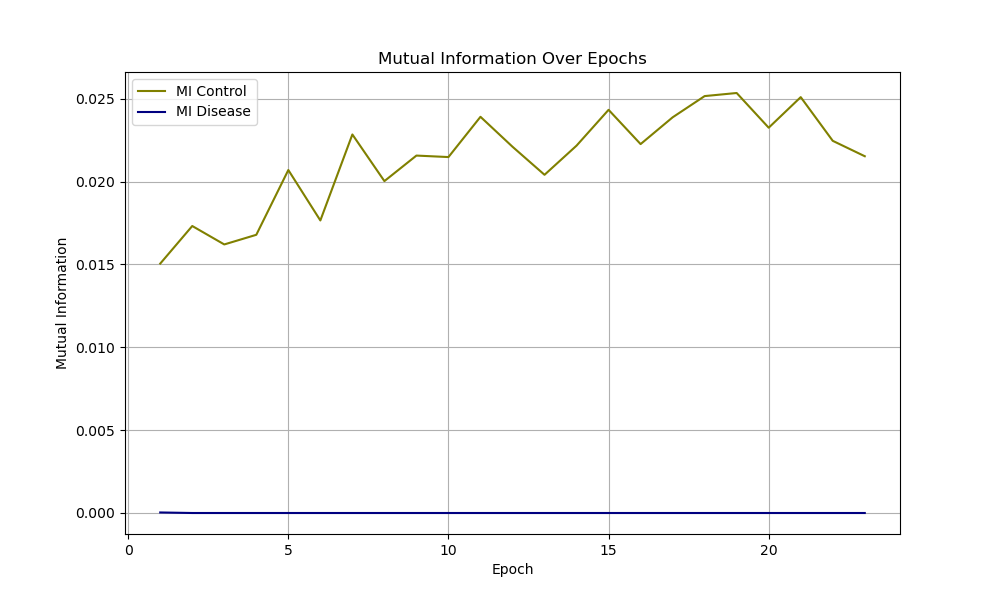 Mutual Information Over Epochs
MI Control
MI Disease
0.025
0.020
0.015
0.010
0.005
0.000
Mutual Information
0 5 10 15 20
Epoch